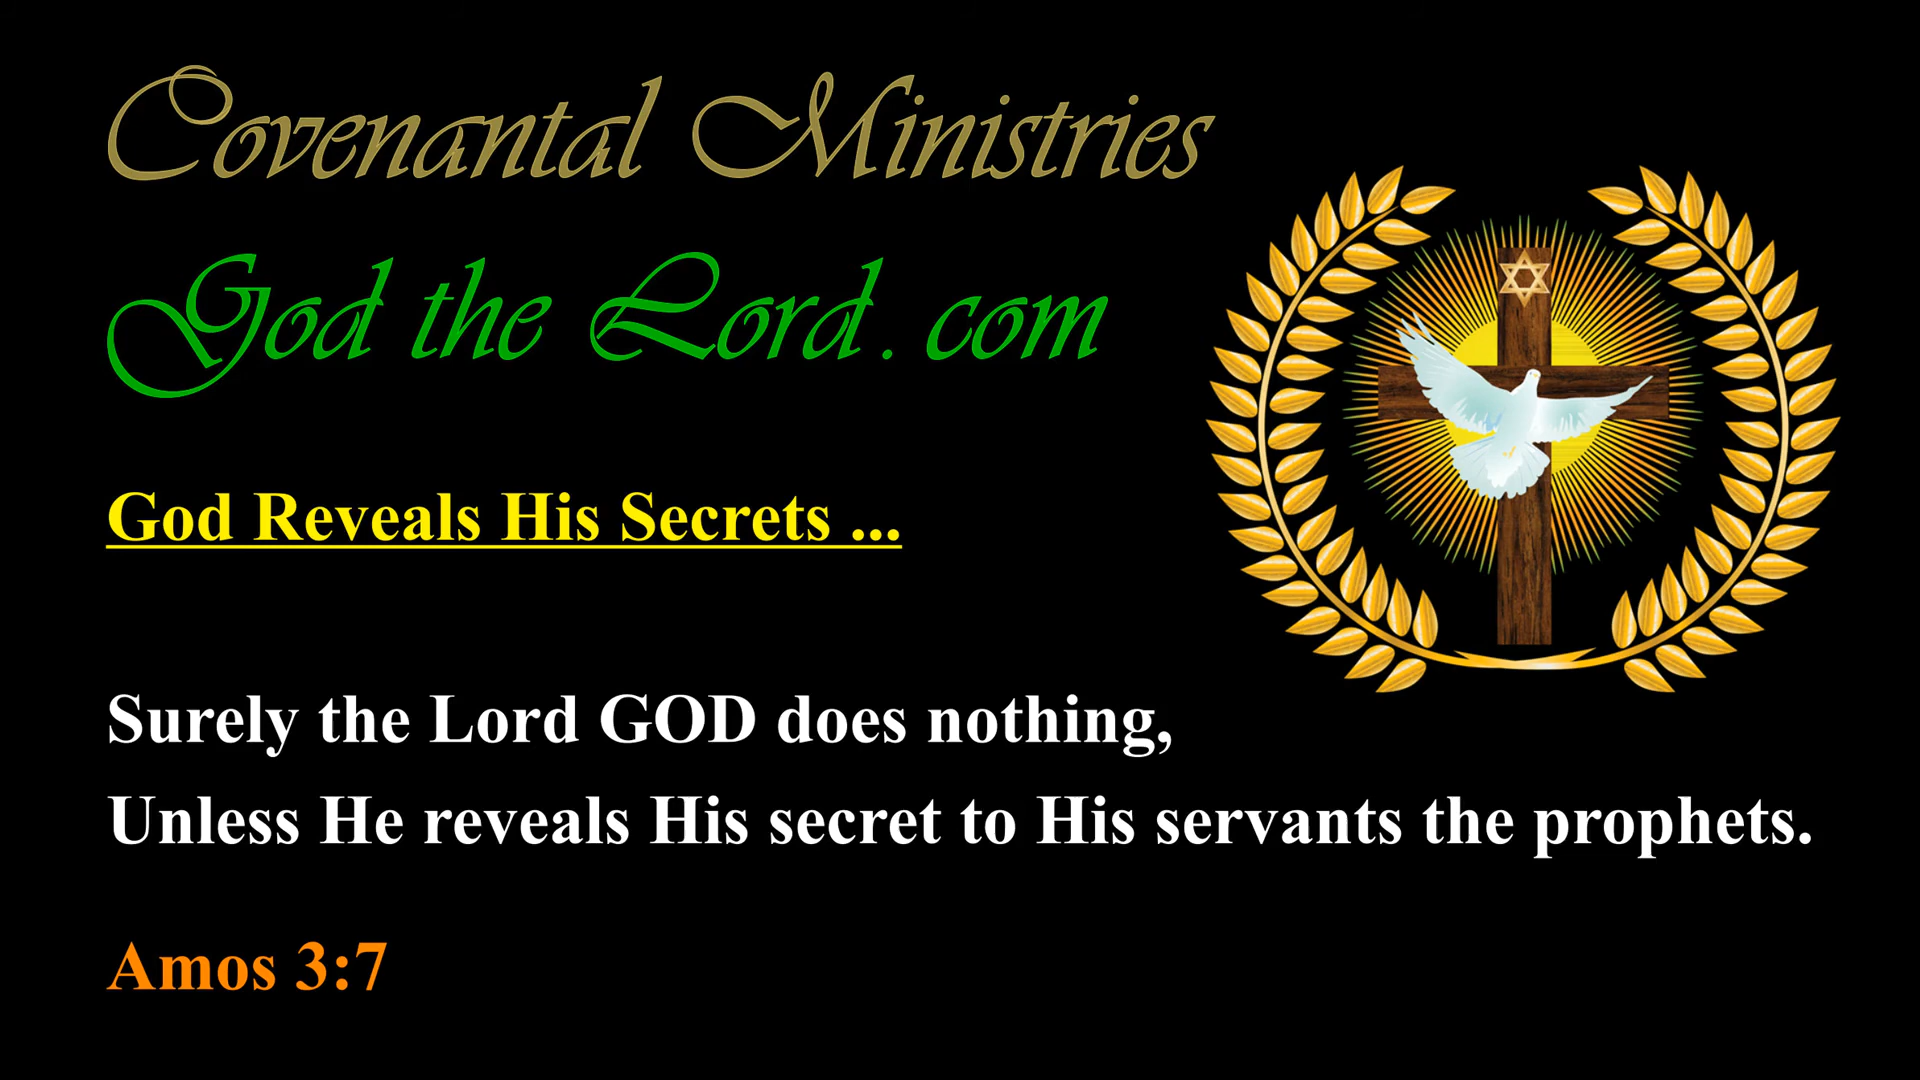 Covenantal Ministries
God the Lord . com
God Reveals His Secrets ...
Surely the Lord GOD does nothing,
Unless He reveals His secret to His servants the prophets.
Amos 3:7